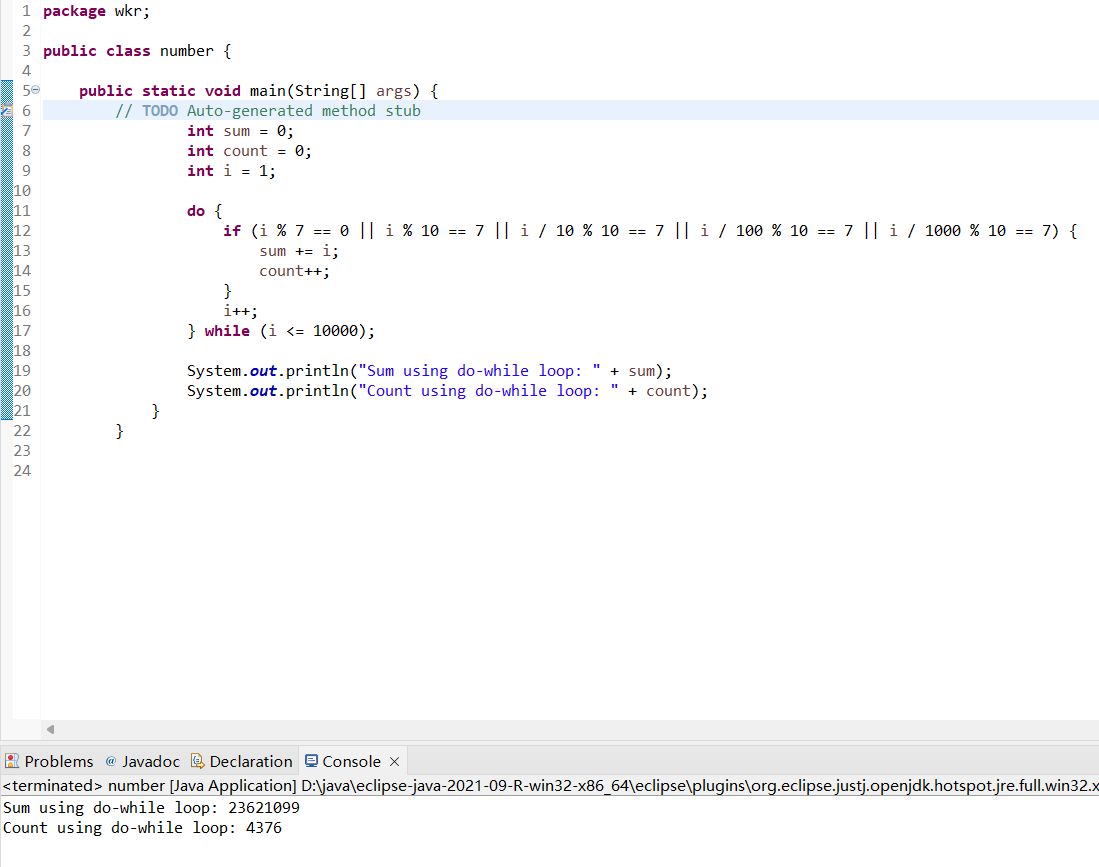 1 package wkr;
2
3 public class number {
4
5 public static void main(String[] args) {
6 // TODO Auto-generated method stub
7 int sum = 0;
8 int count = 0;
9 int i = 1;
10
11 do {
12 if (i % 7 == 0 || i % 10 == 7 || i / 10 % 10 == 7 || i / 100 % 10 == 7 || i / 1000 % 10 == 7) {
13 sum += i;
14 count++;
15 }
16 i++;
17 } while (i <= 10000);
18
19 System.out.println("Sum using do-while loop: " + sum);
20 System.out.println("Count using do-while loop: " + count);
21 }
22 }
23
24
Problems @ Javadoc Declaration Console
<terminated> number [Java Application] D:\java\eclipse-java-2021-09-R-win32-x86_64\eclipse\plugins\org.eclipse.justj.openjdk.hotspot.jre.full.win32.x
Sum using do-while loop: 23621099
Count using do-while loop: 4376